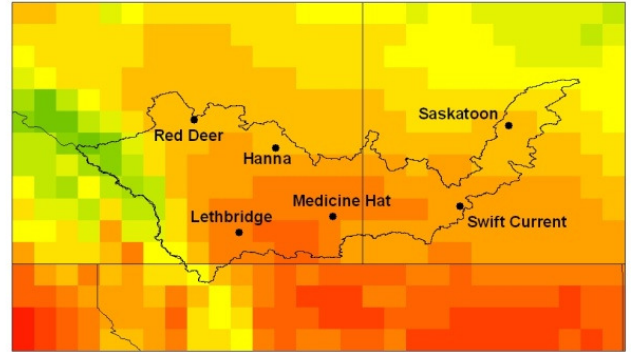 Saskatoon
Red Deer
Hanna
Medicine Hat
Lethbridge
Swift Current